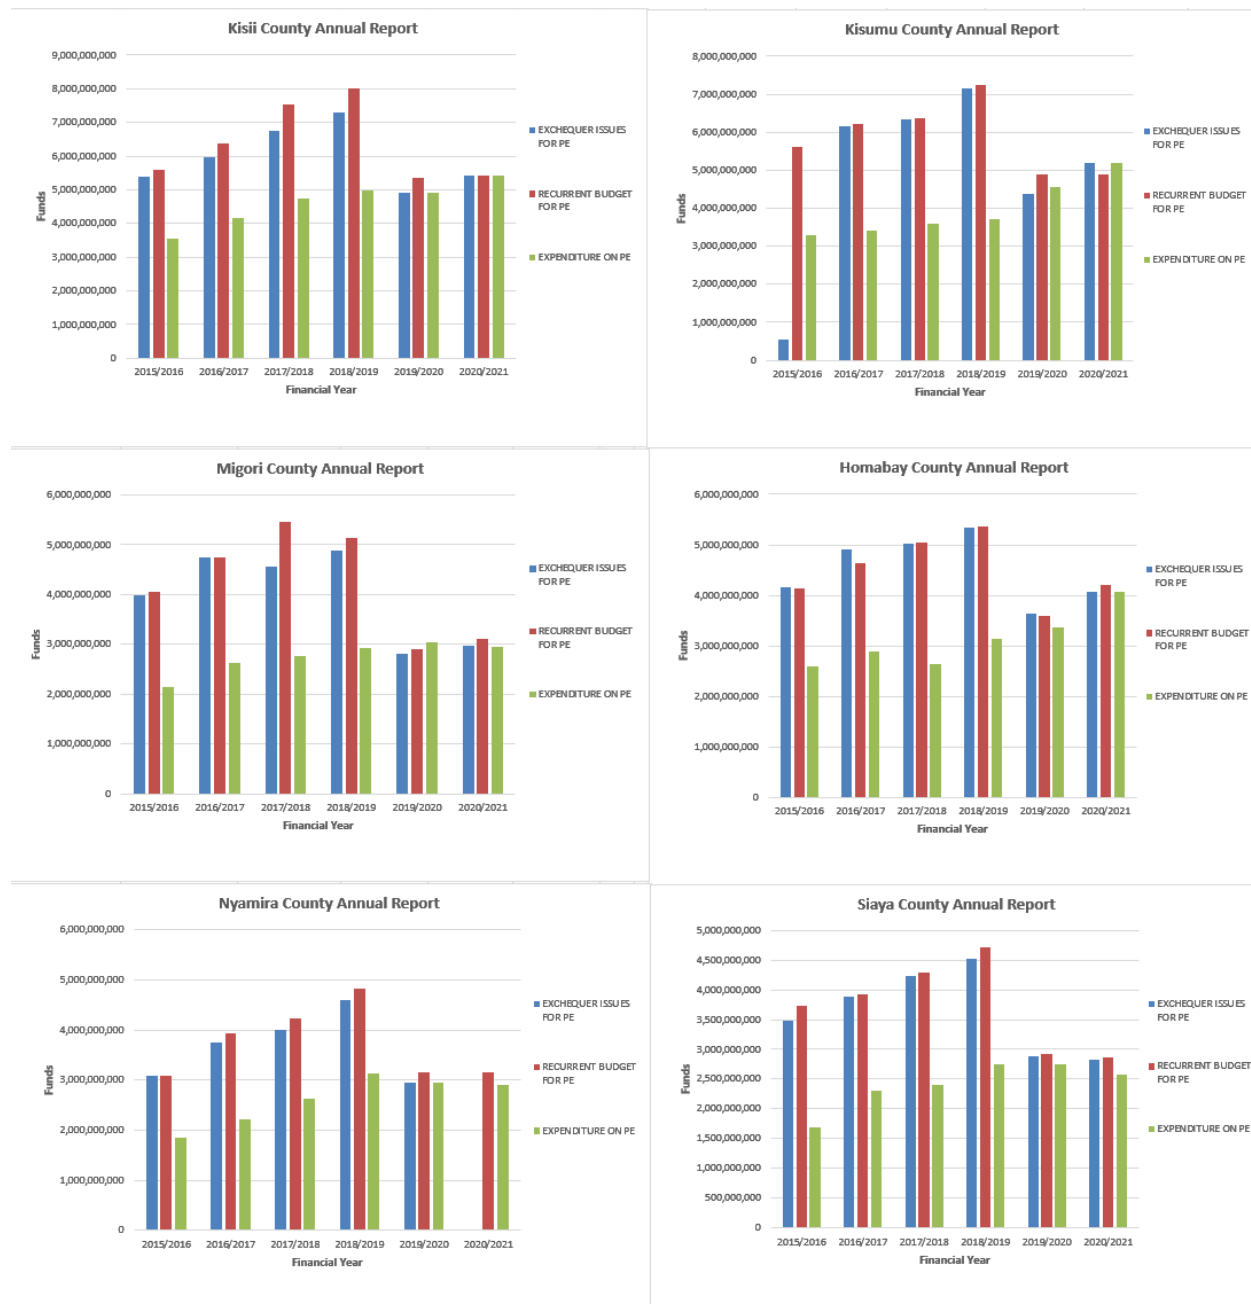 Kisii County Annual Report
9,000,000,000
8,000,000,000
7,000,000,000
6,000,000,000
5,000,000,000
4,000,000,000
3,000,000,000
2,000,000,000
1,000,000,000
0
Funds
2015/2016 2016/2017 2017/2018 2018/2019 2019/2020 2020/2021
Financial Year
EXCHEQUER ISSUES
FOR PE
RECURRENT BUDGET
FOR PE
EXPENDITURE ON PE
Kisumu County Annual Report
8,000,000,000
7,000,000,000
6,000,000,000
5,000,000,000
4,000,000,000
3,000,000,000
2,000,000,000
1,000,000,000
0
Funds
2015/2016 2016/2017 2017/2018 2018/2019 2019/2020 2020/2021
Financial Year
EXCHEQUER ISSUES
FOR PE
RECURRENT BUDGET
FOR PE
EXPENDITURE ON PE
Migori County Annual Report
6,000,000,000
5,000,000,000
4,000,000,000
3,000,000,000
2,000,000,000
1,000,000,000
0
Funds
2015/2016 2016/2017 2017/2018 2018/2019 2019/2020 2020/2021
Financial Year
EXCHEQUER ISSUES
FOR PE
RECURRENT BUDGET
FOR PE
EXPENDITURE ON PE
Homabay County Annual Report
6,000,000,000
5,000,000,000
4,000,000,000
3,000,000,000
2,000,000,000
1,000,000,000
0
Funds
2015/2016 2016/2017 2017/2018 2018/2019 2019/2020 2020/2021
Financial Year
EXCHEQUER ISSUES
FOR PE
RECURRENT BUDGET
FOR PE
EXPENDITURE ON PE
Nyamira County Annual Report
6,000,000,000
5,000,000,000
4,000,000,000
3,000,000,000
2,000,000,000
1,000,000,000
0
Funds
2015/2016 2016/2017 2017/2018 2018/2019 2019/2020 2020/2021
Financial Year
EXCHEQUER ISSUES
FOR PE
RECURRENT BUDGET
FOR PE
EXPENDITURE ON PE
Siaya County Annual Report
5,000,000,000
4,500,000,000
4,000,000,000
3,500,000,000
3,000,000,000
2,500,000,000
2,000,000,000
1,500,000,000
1,000,000,000
500,000,000
0
Funds
2015/2016 2016/2017 2017/2018 2018/2019 2019/2020 2020/2021
Financial Year
EXCHEQUER ISSUES
FOR PE
RECURRENT BUDGET
FOR PE
EXPENDITURE ON PE